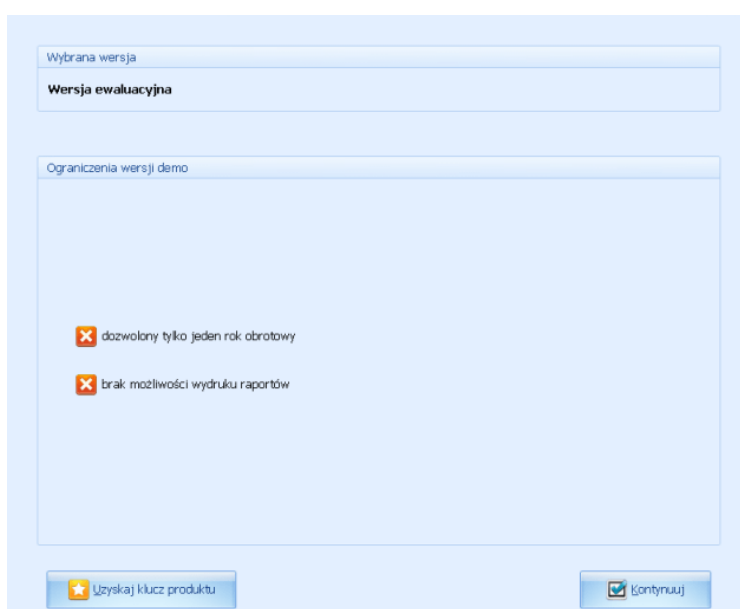 Wybrana wersja
Wersja ewaluacyjna
Ograniczenia wersji demo
dozwolony tylko jeden rok obrotowy
brak możliwości wydruku raportów
Uzyskaj klucz produktu
Kontynuuj